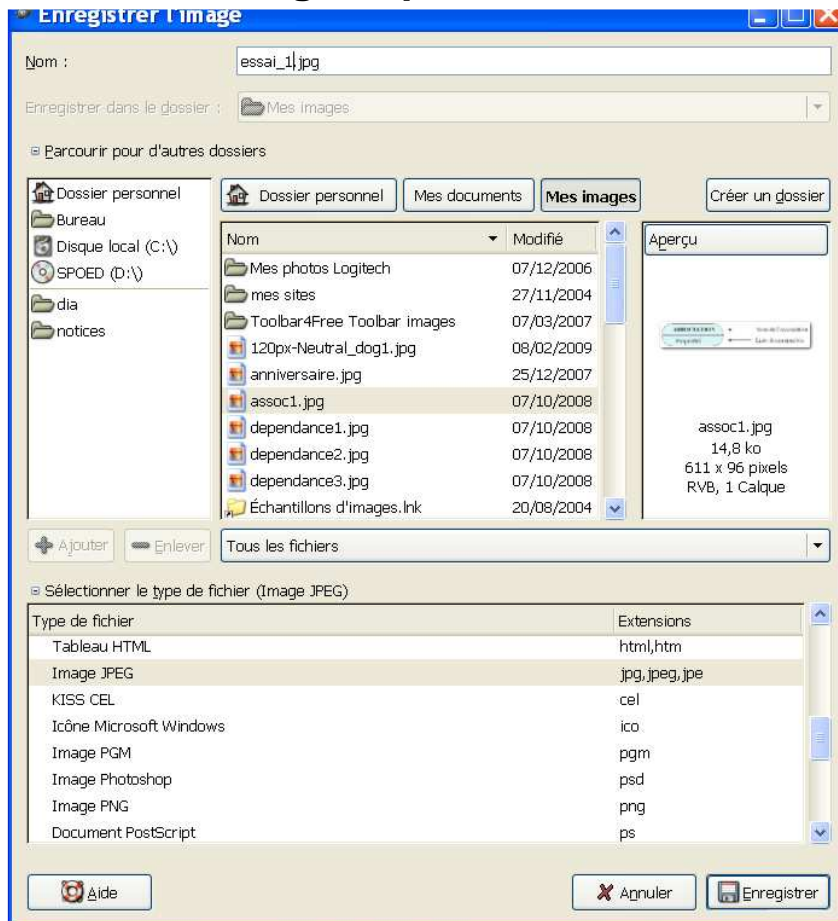 Enregistrer l'image
Nom :
essai_1.jpg
Enregistrer dans le dossier :
Mes images
Parcourir pour d'autres dossiers
Dossier personnel
Bureau
Disque local (C:\)
SPOED (D:\)
dia
notices
Dossier personnel
Mes documents
Mes images
Créer un dossier
Nom
Modifié
Mes photos Logitech 07/12/2006
mes sites 27/11/2004
Toolbar4Free Toolbar images 07/03/2007
120px-Neutral_dog1.jpg 08/02/2009
anniversaire.jpg 25/12/2007
assoc1.jpg 07/10/2008
dependance1.jpg 07/10/2008
dependance2.jpg 07/10/2008
dependance3.jpg 07/10/2008
Échantillons d'images.lnk 20/08/2004
Aperçu
assoc1.jpg
14,8 ko
611 x 96 pixels
RVB, 1 Calque
Ajouter
Enlever
Tous les fichiers
Sélectionner le type de fichier (Image JPEG)
Type de fichier Extensions
Tableau HTML html,htm
Image JPEG jpg,jpeg,jpe
KISS CEL cel
Icône Microsoft Windows ico
Image PGM pgm
Image Photoshop psd
Image PNG png
Document PostScript ps
Aide
Annuler
Enregistrer